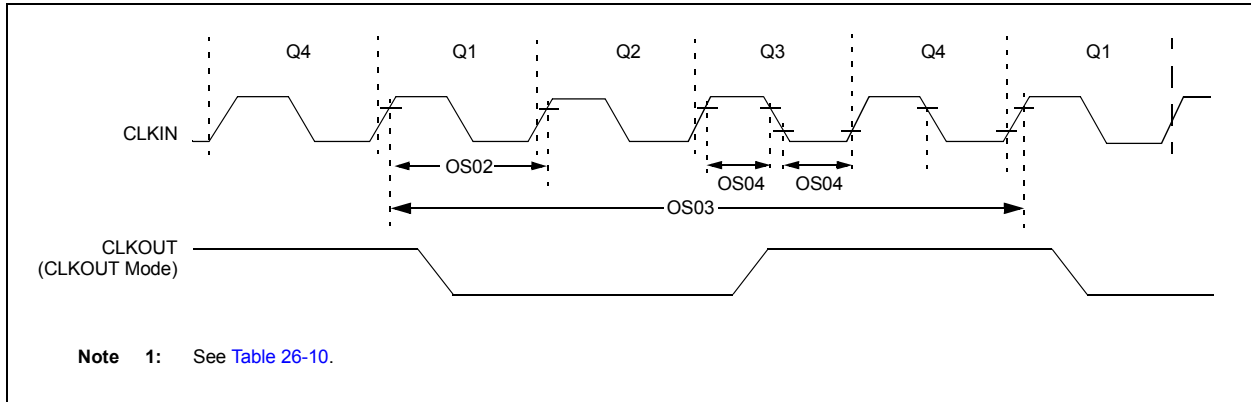 Q4 Q1 Q2 Q3 Q4 Q1
CLKIN
OS02
OS04 OS04
OS03
CLKOUT
(CLKOUT Mode)
Note 1: See Table 26-10.